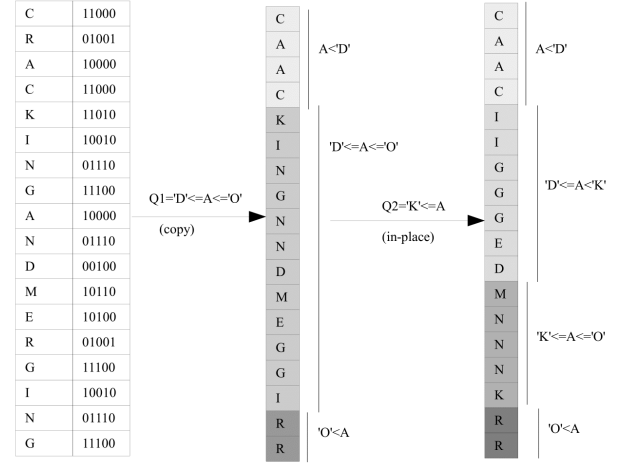 C 11000
R 01001
A 10000
C 11000
K 11010
I 10010
N 01110
G 11100
A 10000
N 01110
D 00100
M 10110
E 10100
R 01001
G 11100
I 10010
N 01110
G 11100
Q1='D'<=A<='O'
(copy)
C
A
A
C
K
I
N
G
N
N
D
M
E
G
G
I
R
R
A<'D'
'D'<=A<='O'
'O'<A
Q2='K'<=A
(in-place)
C
A
A
C
I
I
G
G
G
E
D
M
N
N
N
K
R
R
A<'D'
'D'<=A<'K'
'K'<=A<='O'
'O'<A